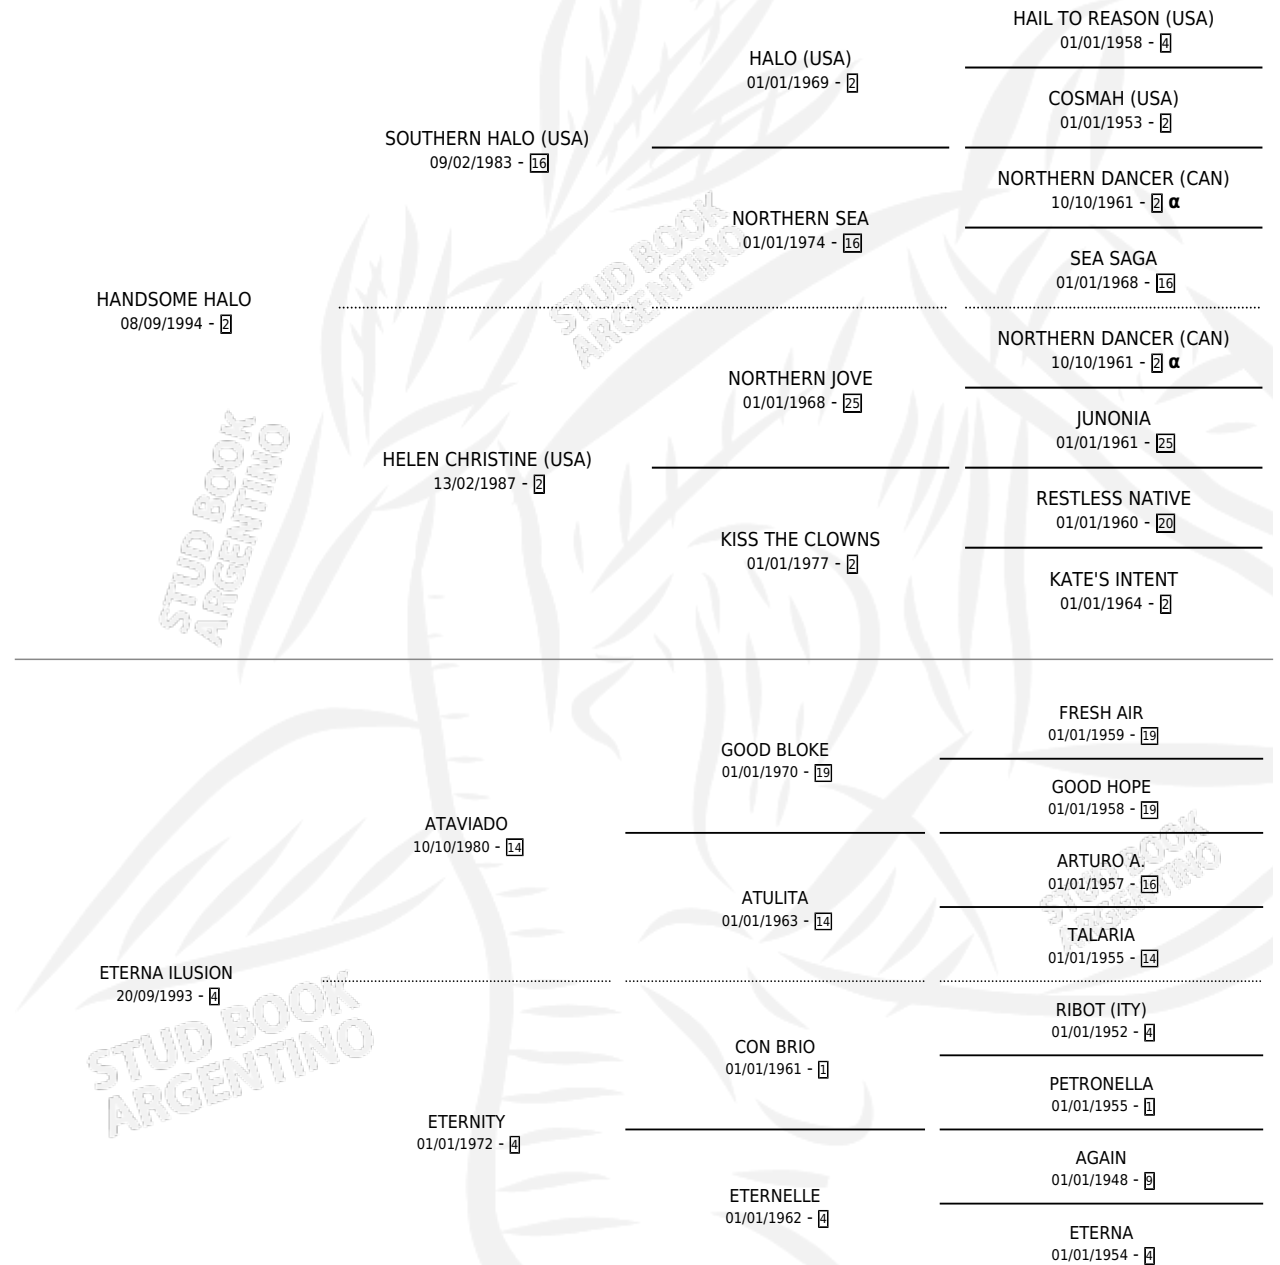 HAIL TO REASON (USA)
01/01/1958 - 4
HALO (USA)
01/01/1969 - 2
COSMAH (USA)
01/01/1953 - 2
SOUTHERN HALO (USA)
09/02/1983 - 16
NORTHERN DANCER (CAN)
10/10/1961 - 2 α
NORTHERN SEA
01/01/1974 - 16
SEA SAGA
01/01/1968 - 16
HANDSOME HALO
08/09/1994 - 2
NORTHERN DANCER (CAN)
10/10/1961 - 2 α
NORTHERN JOVE
01/01/1968 - 25
JUNONIA
01/01/1961 - 25
HELEN CHRISTINE (USA)
13/02/1987 - 2
RESTLESS NATIVE
01/01/1960 - 20
KISS THE CLOWNS
01/01/1977 - 2
KATE'S INTENT
01/01/1964 - 2
FRESH AIR
01/01/1959 - 19
GOOD BLOKE
01/01/1970 - 19
GOOD HOPE
01/01/1958 - 19
ATAVIADO
10/10/1980 - 14
ARTURO A.
01/01/1957 - 16
ATULITA
01/01/1963 - 14
TALARIA
01/01/1955 - 14
ETERNA ILUSION
20/09/1993 - 4
RIBOT (ITY)
01/01/1952 - 4
CON BRIO
01/01/1961 - 1
PETRONELLA
01/01/1955 - 1
ETERNITY
01/01/1972 - 4
AGAIN
01/01/1948 - 9
ETERNELLE
01/01/1962 - 4
ETERNA
01/01/1954 - 4
STUD BOOK
ARGENTINO
STUD BOOK
ARGENTINO
STUD BOOK
ARGENTINO
STUD BOOK
ARGENTINO